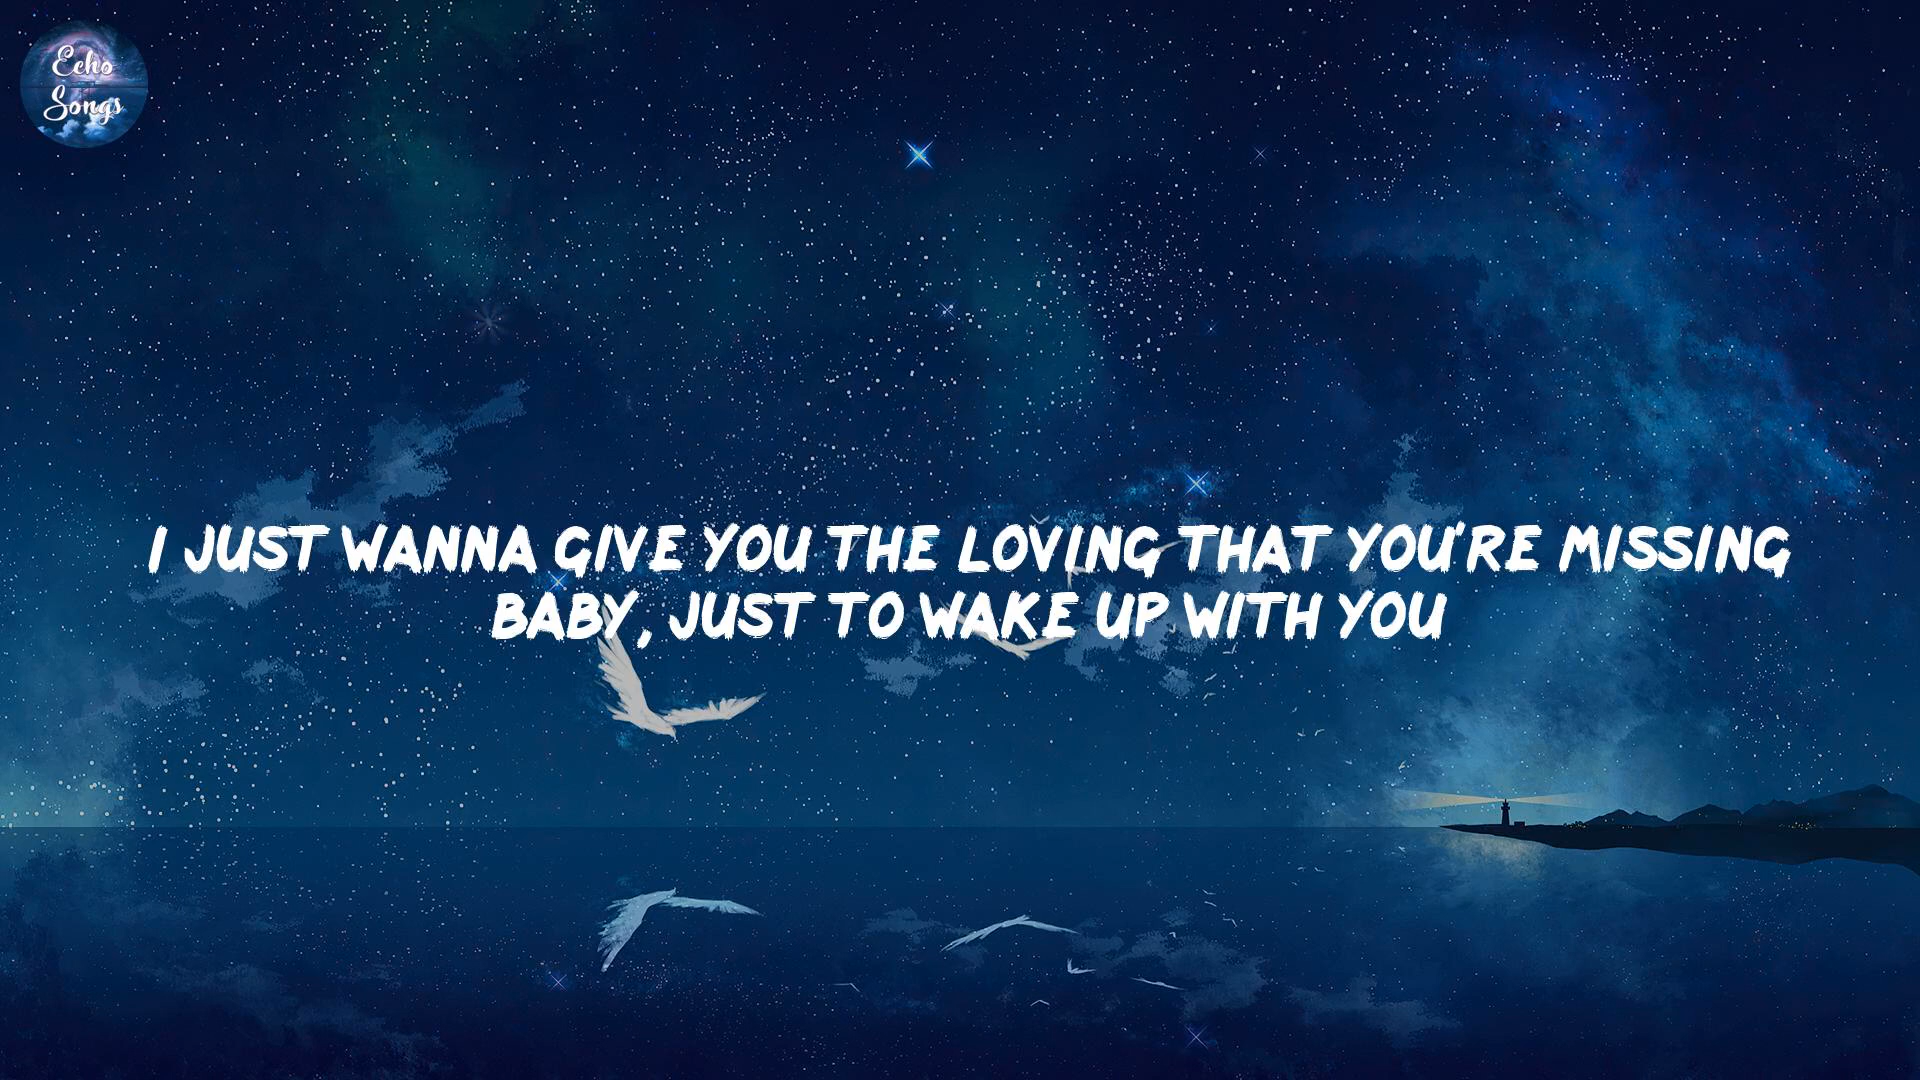 Echo
Songs
I JUST WANNA GIVE YOU THE LOVING THAT YOU'RE MISSING
BABY, JUST TO WAKE UP WITH YOU